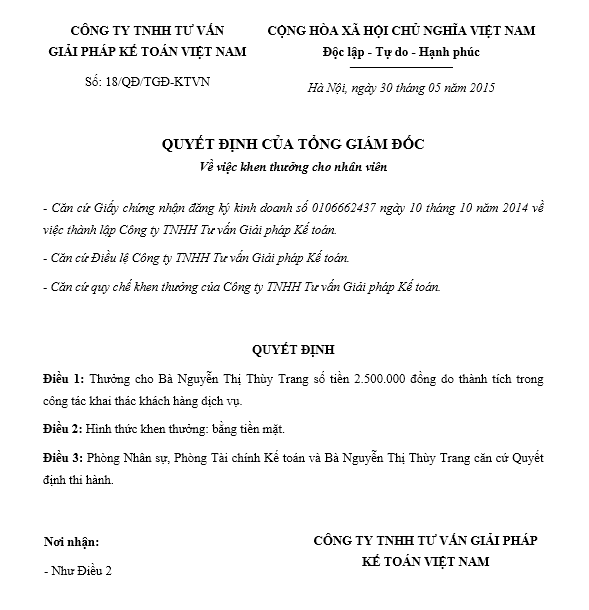 CÔNG TY TNHH TƯ VẤN
GIẢI PHÁP KẾ TOÁN VIỆT NAM
Số: 18/QĐ/TGĐ-KTVN
CỘNG HÒA XÃ HỘI CHỦ NGHĨA VIỆT NAM
Độc lập - Tự do - Hạnh phúc
Hà Nội, ngày 30 tháng 05 năm 2015
QUYẾT ĐỊNH CỦA TỔNG GIÁM ĐỐC
Về việc khen thưởng cho nhân viên
- Căn cứ Giấy chứng nhận đăng ký kinh doanh số 0106662437 ngày 10 tháng 10 năm 2014 về
việc thành lập Công ty TNHH Tư vấn Giải pháp Kế toán.
- Căn cứ Điều lệ Công ty TNHH Tư vấn Giải pháp Kế toán.
- Căn cứ quy chế khen thưởng của Công ty TNHH Tư vấn Giải pháp Kế toán.
QUYẾT ĐỊNH
Điều 1: Thưởng cho Bà Nguyễn Thị Thùy Trang số tiền 2.500.000 đồng do thành tích trong
công tác khai thác khách hàng dịch vụ.
Điều 2: Hình thức khen thưởng: bằng tiền mặt.
Điều 3: Phòng Nhân sự, Phòng Tài chính Kế toán và Bà Nguyễn Thị Thùy Trang căn cứ Quyết
định thi hành.
Nơi nhận:
- Như Điều 2
CÔNG TY TNHH TƯ VẤN GIẢI PHÁP
KẾ TOÁN VIỆT NAM